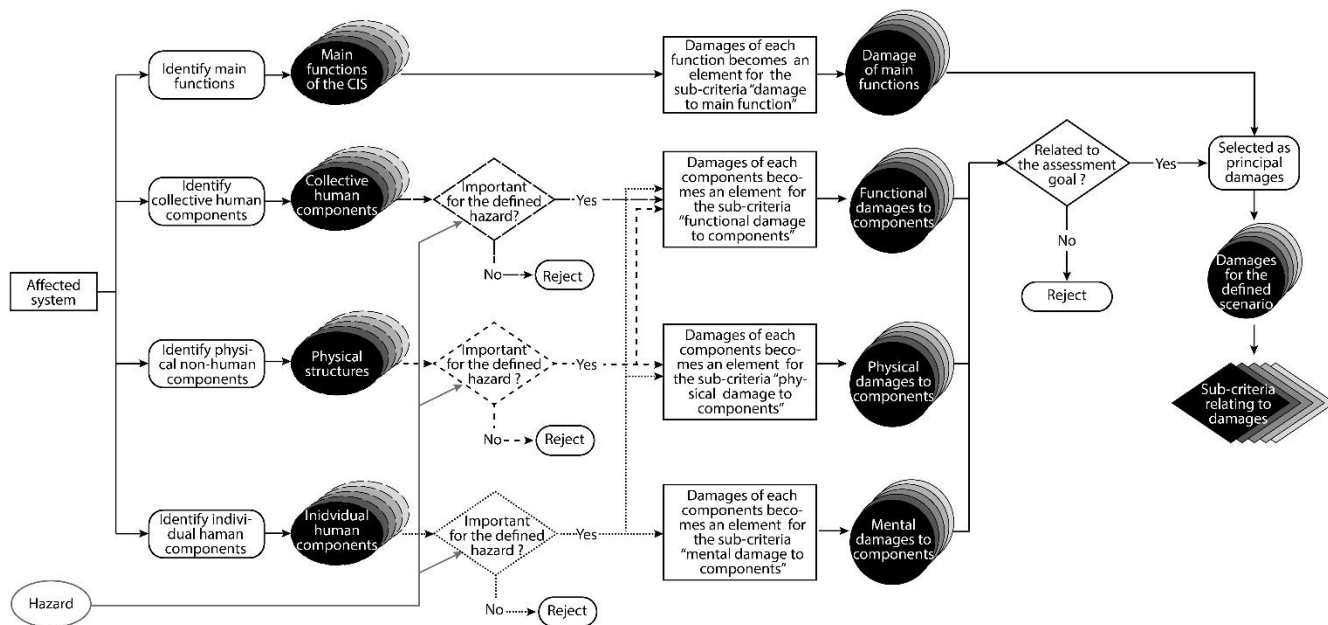 Identify main
functions
Main
functions
of the CIS
Damages of each
function becomes an
element for the
sub-criteria "damage
to main function"
Damage
of main
functions
Identify
collective human
components
Collective
human
components
Important
for the defined
hazard?
Yes
No
Reject
Damages of each
components becо-
mes an element for
the sub-criteria
"functional damage
to components"
Functional
damages to
components
Related to
the assessment
goal ?
Yes
No
Reject
Selected as
principal
damages
Damages
for the
defined
scenario
Sub-criteria
relating to
damages
Affected
system
Identify physi-
cal non-human
components
Physical
structures
Important
for the defined
hazard ?
Yes
No
Reject
Damages of each
components beco-
mes an element for
the sub-criteria "phy-
sical damage to
components"
Physical
damages to
components
Identify indivi-
dual haman
components
Inidvidual
human
components
Important
for the defined
hazard ?
Yes
No
Reject
Damages of each
components beco-
mes an element for
the sub-criteria
"mental damage to
components"
Mental
damages to
components
Hazard